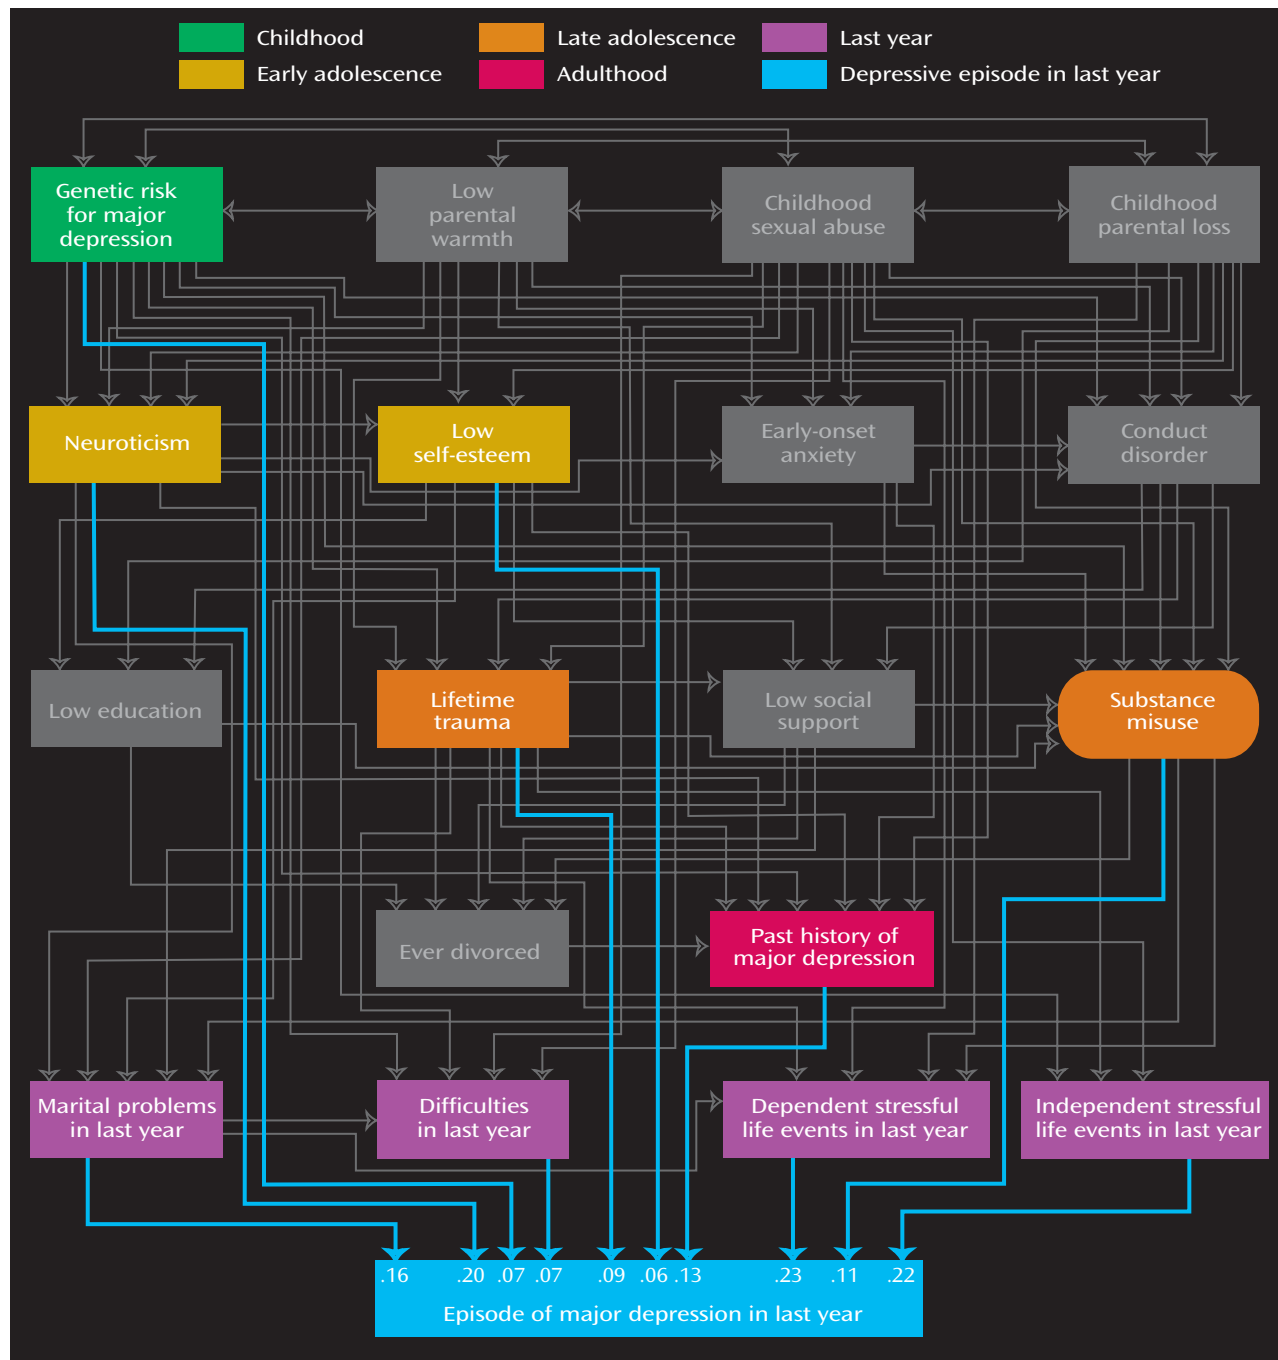 Childhood
Late adolescence
Last year
Early adolescence
Adulthood
Depressive episode in last year
Genetic risk
for major
depression
Low
parental
warmth
Childhood
sexual abuse
Childhood
parental loss
Neuroticism
Low
self-esteem
Early-onset
anxiety
Conduct
disorder
Low education
Lifetime
trauma
Low social
support
Substance
misuse
Ever divorced
Past history of
major depression
Marital problems
in last year
Difficulties
in last year
Dependent stressful
life events in last year
Independent stressful
life events in last year
.16 .20 .07 .07 .09 .06 .13 .23 .11 .22
Episode of major depression in last year